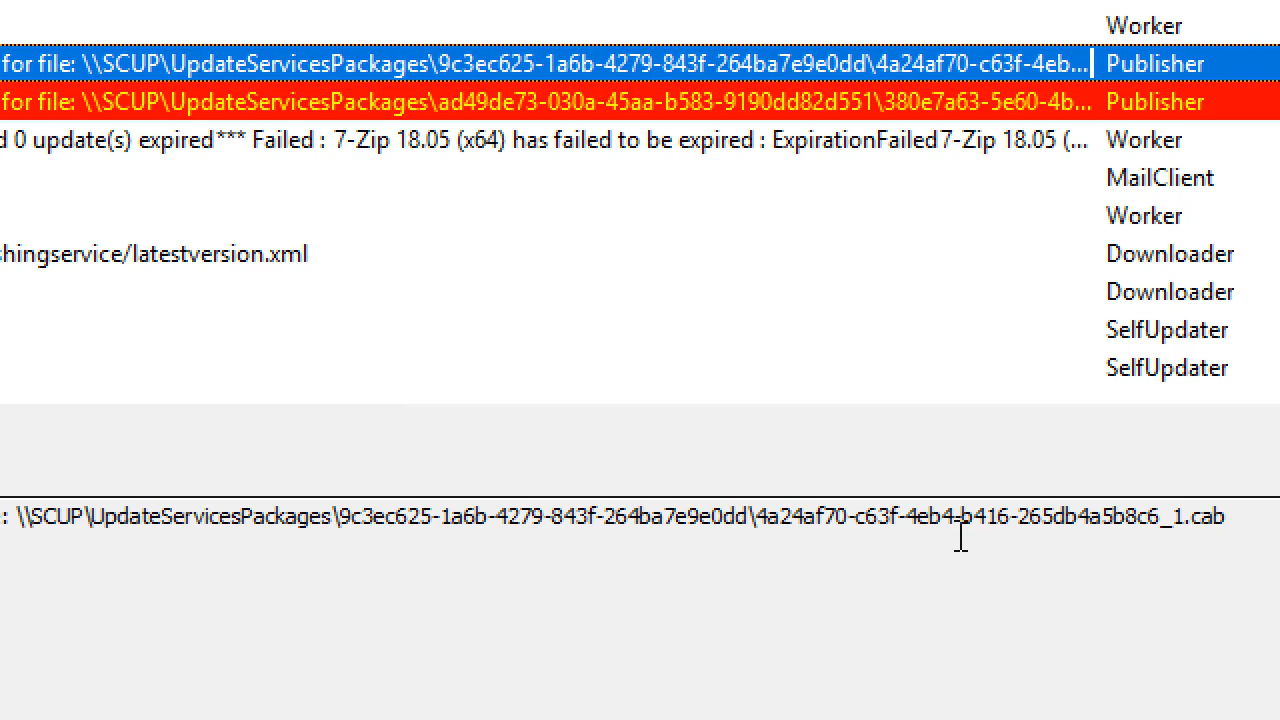 Worker
for file: \\SCUP\UpdateServicesPackages\9c3ec625-1a6b-4279-843f-264ba7e9e0dd\4a24af70-c63f-4eb... Publisher
for file: \\SCUP\UpdateServicesPackages\ad49de73-030a-45aa-b583-9190dd82d551\380e7a63-5e60-4b... Publisher
d 0 update(s) expired*** Failed : 7-Zip 18.05 (x64) has failed to be expired : ExpirationFailed7-Zip 18.05 (... Worker
MailClient
Worker
shingservice/latestversion.xml Downloader
Downloader
SelfUpdater
SelfUpdater
: \\SCUP\UpdateServicesPackages\9c3ec625-1a6b-4279-843f-264ba7e9e0dd\4a24af70-c63f-4eb4-b416-265db4a5b8c6_1.cab